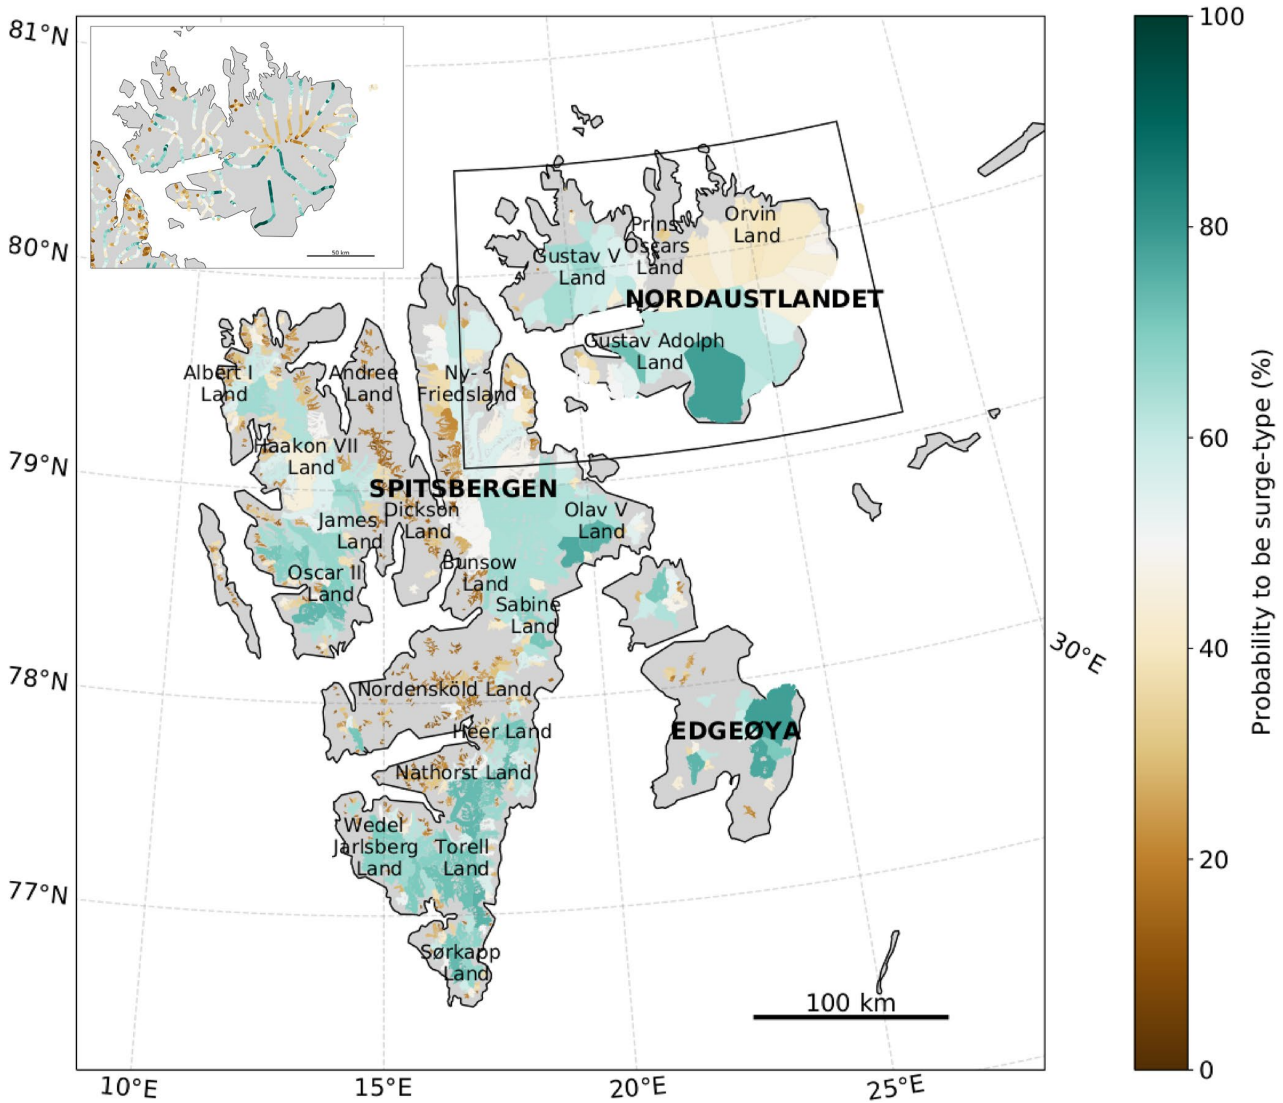 81°N
80°N
79°N
78°N
77°N
10°E
15°E
20°E
25°E
30°E
50 km
Orvin
Land
Prins
Oscars
Land
Gustav V
Land
NORDAUSTLANDET
Gustav Adolph
Land
Albert I
Land
Andree
Land
Ny-
Friesdland
Haakon VII
Land
SPITSBERGEN
Dickson
Land
Olav V
Land
James I
Land
Bunsow
Land
Oscar II
Land
Sabine
Land
Nordensköld Land
Heer Land
EDGEØYA
Nathorst Land
Wedel
Jarlsberg
Land
Torell
Land
Sørkapp
Land
100 km
100
80
60
40
20
0
Probability to be surge-type (%)